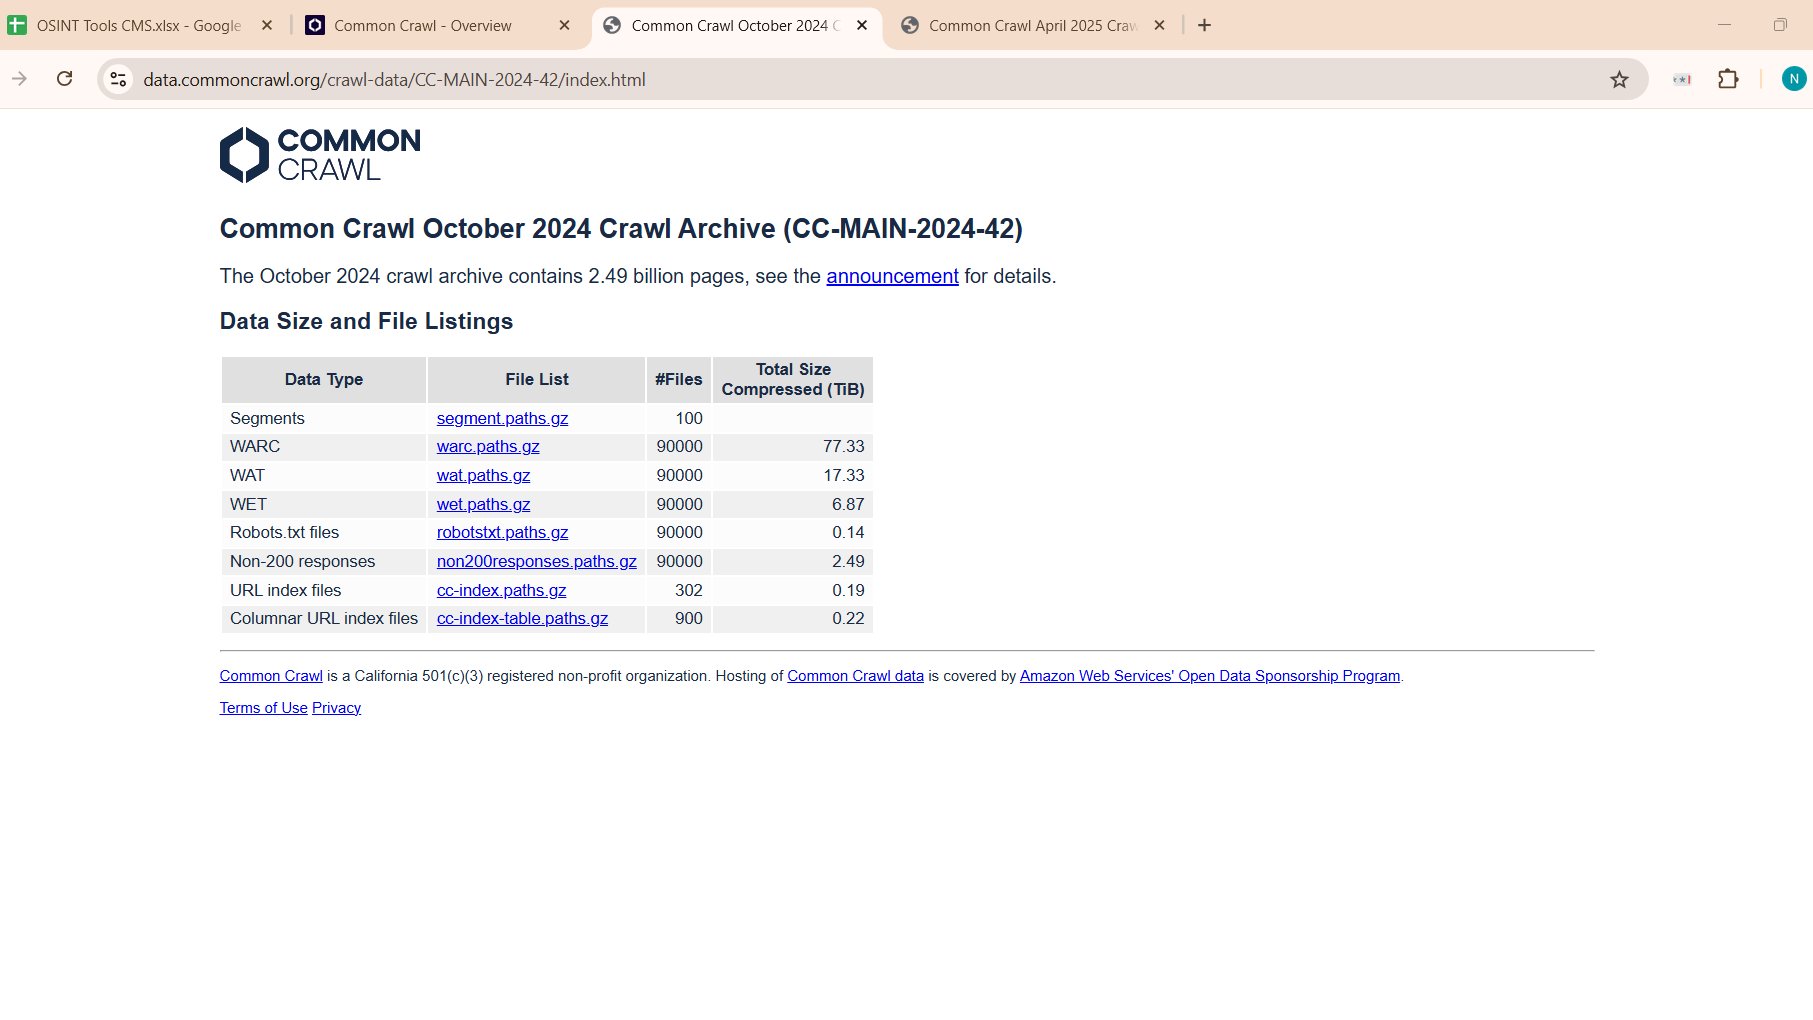 OSINT Tools CMS.xlsx - Google
Common Crawl - Overview
Common Crawl October 2024 C
Common Crawl April 2025 Craw
data.commoncrawl.org/crawl-data/CC-MAIN-2024-42/index.html
N
COMMON
CRAWL
Common Crawl October 2024 Crawl Archive (CC-MAIN-2024-42)
The October 2024 crawl archive contains 2.49 billion pages, see the announcement for details.
Data Size and File Listings
Data Type File List #Files Total Size
Compressed (TiB)
Segments segment.paths.gz 100
WARC warc.paths.gz 90000 77.33
WAT wat.paths.gz 90000 17.33
WET wet.paths.gz 90000 6.87
Robots.txt files robotstxt.paths.gz 90000 0.14
Non-200 responses non200responses.paths.gz 90000 2.49
URL index files cc-index.paths.gz 302 0.19
Columnar URL index files cc-index-table.paths.gz 900 0.22
Common Crawl is a California 501(c)(3) registered non-profit organization. Hosting of Common Crawl data is covered by Amazon Web Services' Open Data Sponsorship Program.
Terms of Use Privacy